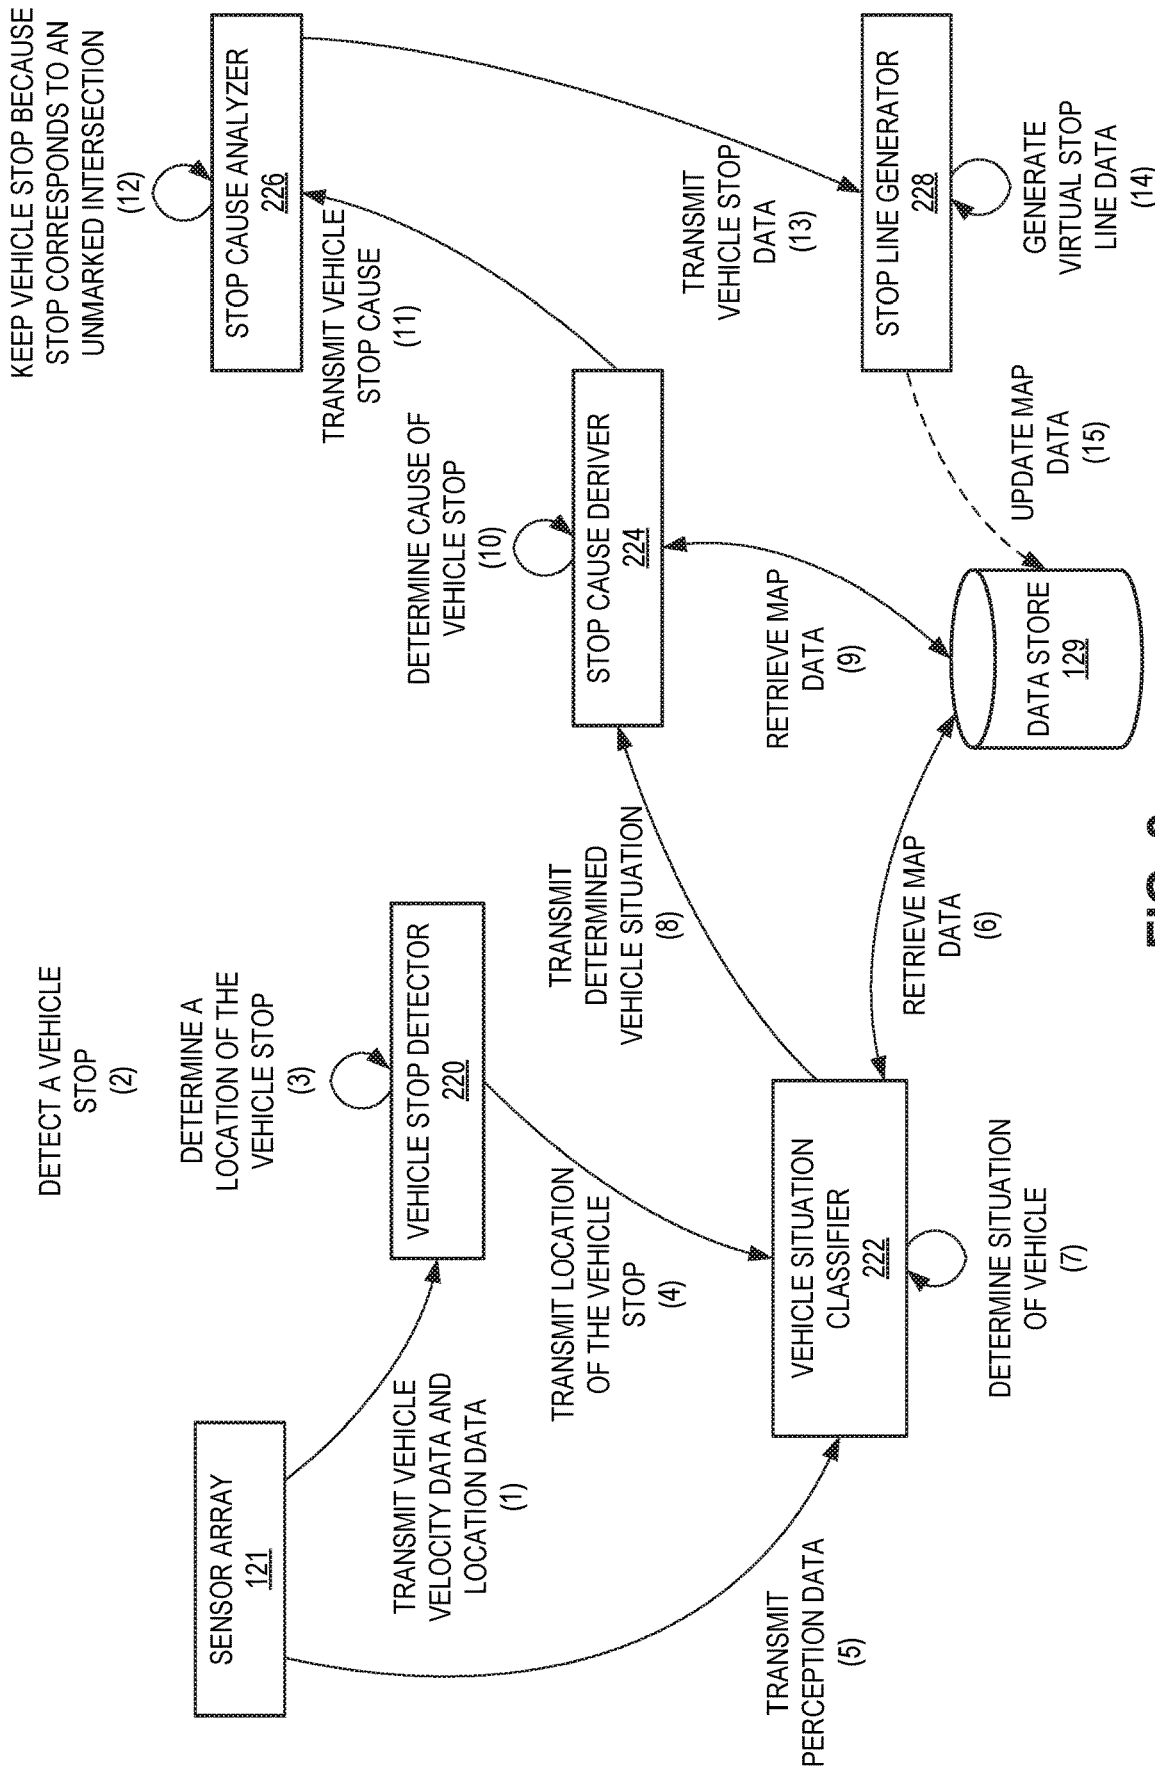 SENSOR ARRAY
121
TRANSMIT VEHICLE
VELOCITY DATA AND
LOCATION DATA
(1)
DETECT A VEHICLE
STOP
(2)
DETERMINE A
LOCATION OF THE
VEHICLE STOP
(3)
VEHICLE STOP DETECTOR
220
TRANSMIT LOCATION
OF THE VEHICLE
STOP
(4)
TRANSMIT
PERCEPTION DATA
(5)
VEHICLE SITUATION
CLASSIFIER
222
RETRIEVE MAP
DATA
(6)
DETERMINE SITUATION
OF VEHICLE
(7)
TRANSMIT
DETERMINED
VEHICLE SITUATION
(8)
RETRIEVE MAP
DATA
(9)
DETERMINE CAUSE OF
VEHICLE STOP
(10)
STOP CAUSE DERIVER
224
TRANSMIT VEHICLE
STOP CAUSE
(11)
KEEP VEHICLE STOP BECAUSE
STOP CORRESPONDS TO AN
UNMARKED INTERSECTION
(12)
STOP CAUSE ANALYZER
226
TRANSMIT
VEHICLE STOP
DATA
(13)
STOP LINE GENERATOR
228
GENERATE
VIRTUAL STOP
LINE DATA
(14)
UPDATE MAP
DATA
(15)
DATA STORE
129